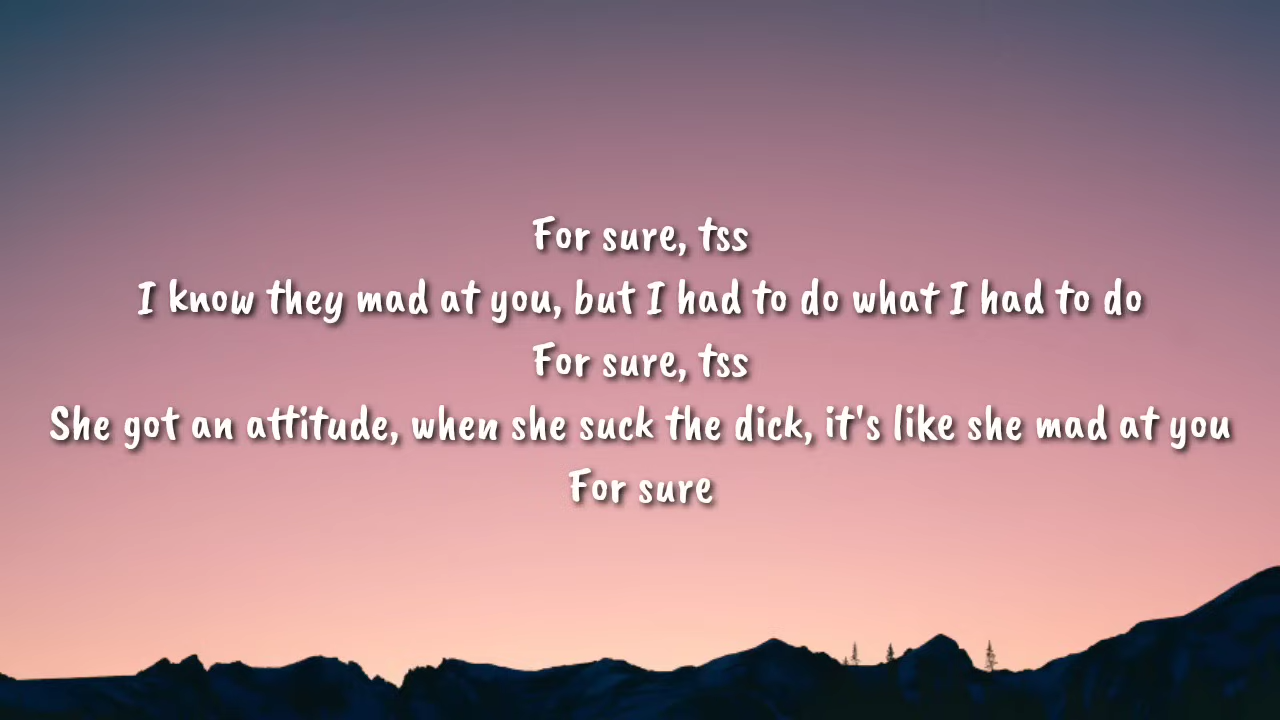 For sure, tss
I know they mad at you, but I had to do what I had to do
For sure, tss
She got an attitude, when she suck the dick, it's like she mad at you
For sure